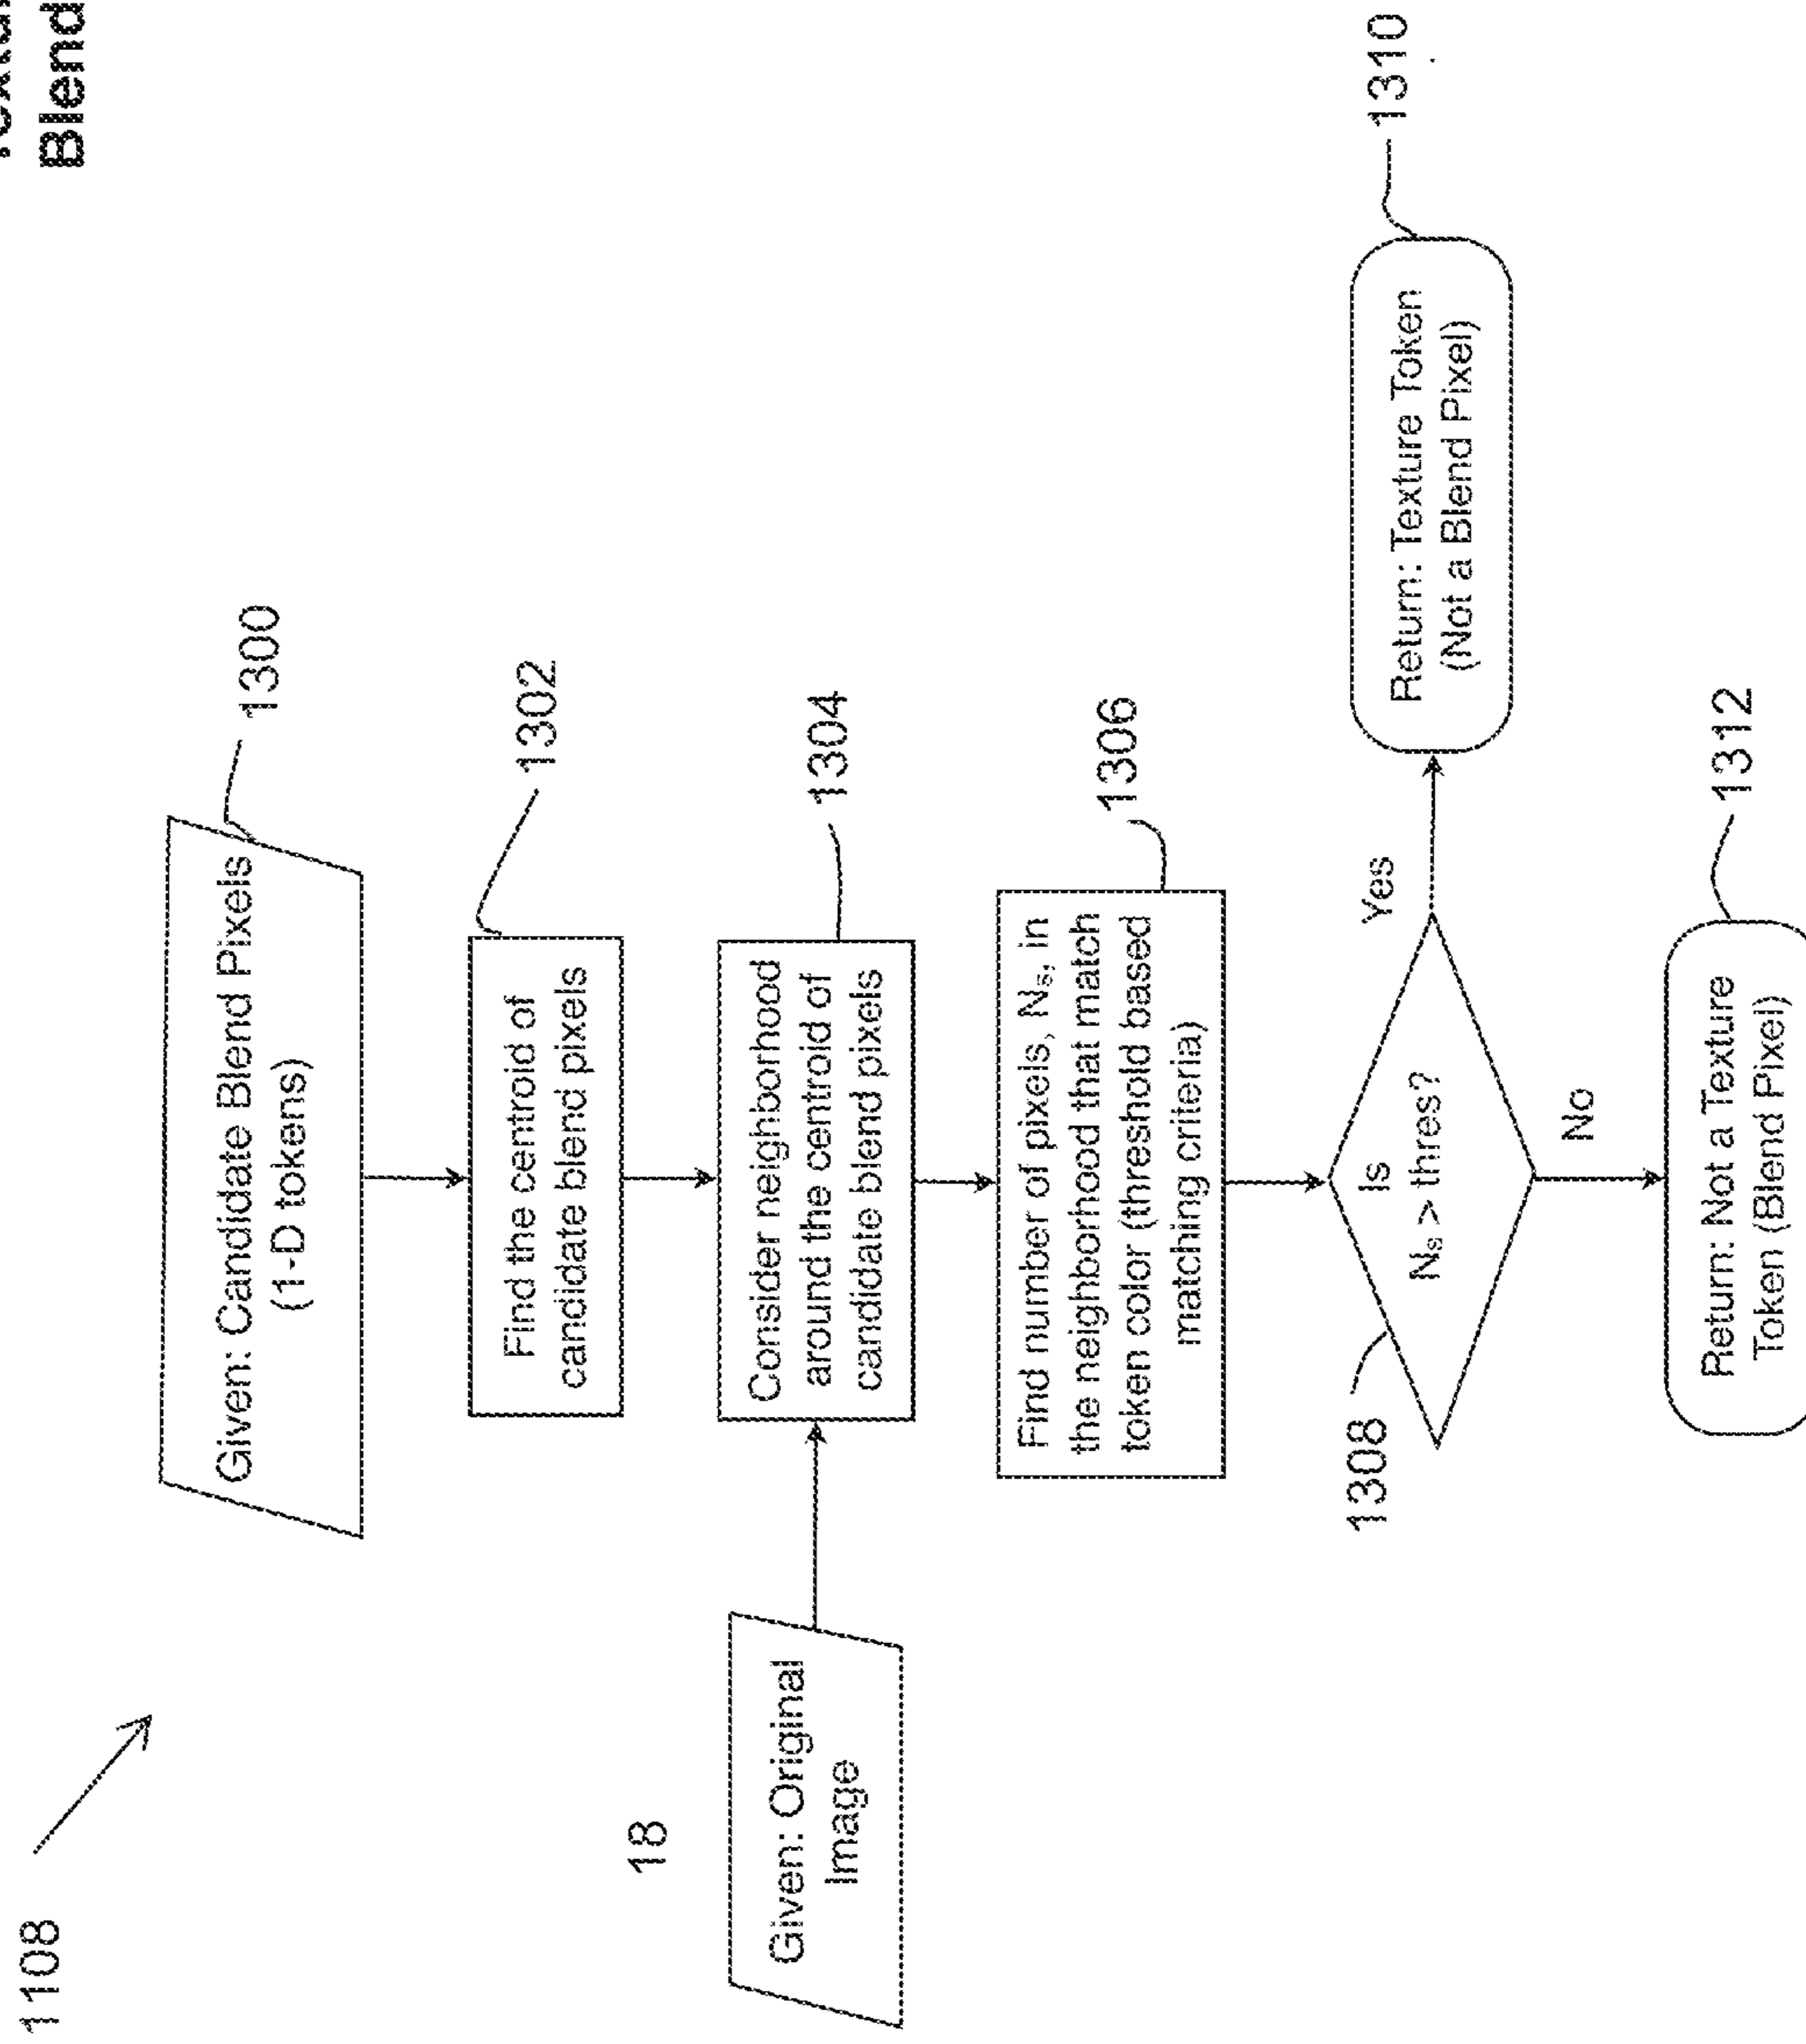 Blend
1108
Given: Candidate Blend Pixels
(1-D tokens)
1300
Find the centroid of
candidate blend pixels
1302
18
Given: Original
Image
Consider neighborhood
around the centroid of
candidate blend pixels
1304
Find number of pixels, Nₛ, in
the neighborhood that match
token color (threshold based
matching criteria)
1306
1308
Is
Nₛ > thres?
Yes
Return: Texture Token
(Not a Blend Pixel)
1310
No
Return: Not a Texture
Token (Blend Pixel)
1312